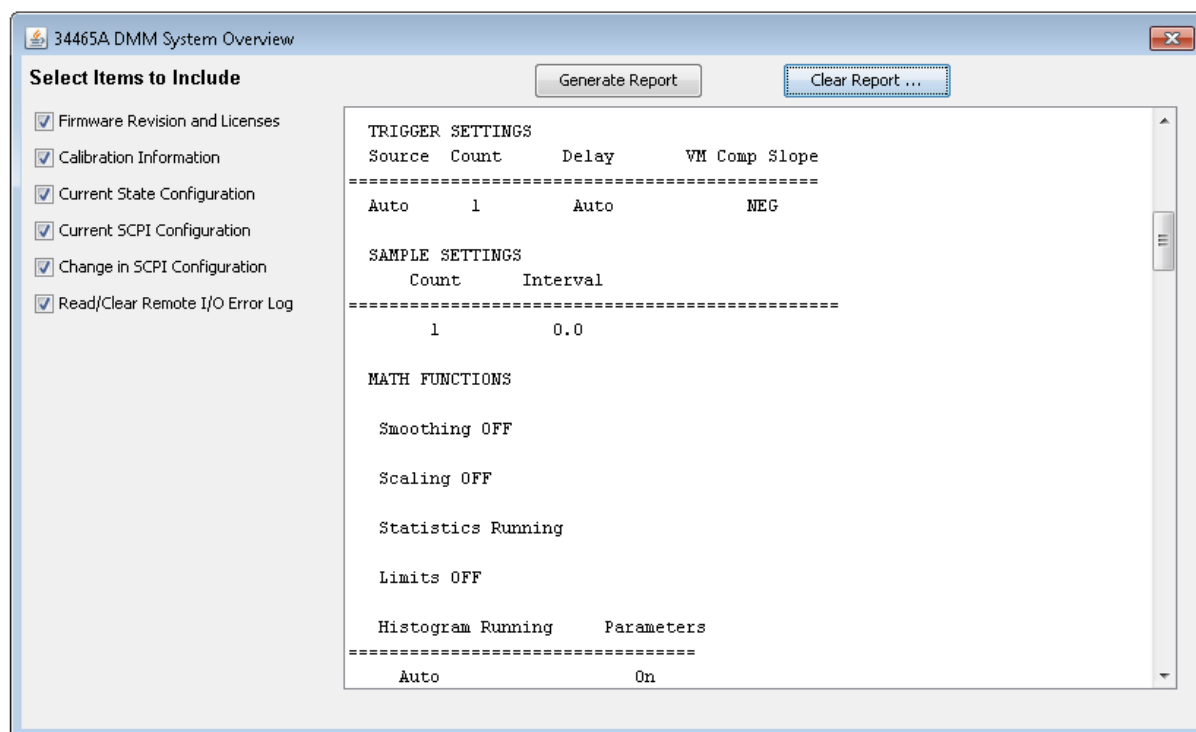 34465A DMM System Overview
Select Items to Include
Generate Report
Clear Report ...
Firmware Revision and Licenses
Calibration Information
Current State Configuration
Current SCPI Configuration
Change in SCPI Configuration
Read/Clear Remote I/O Error Log
TRIGGER SETTINGS
Source Count Delay VM Comp Slope
==============================================
Auto 1 Auto NEG
SAMPLE SETTINGS
Count Interval
================================================
1 0.0
MATH FUNCTIONS
Smoothing OFF
Scaling OFF
Statistics Running
Limits OFF
Histogram Running Parameters
==================================
Auto On